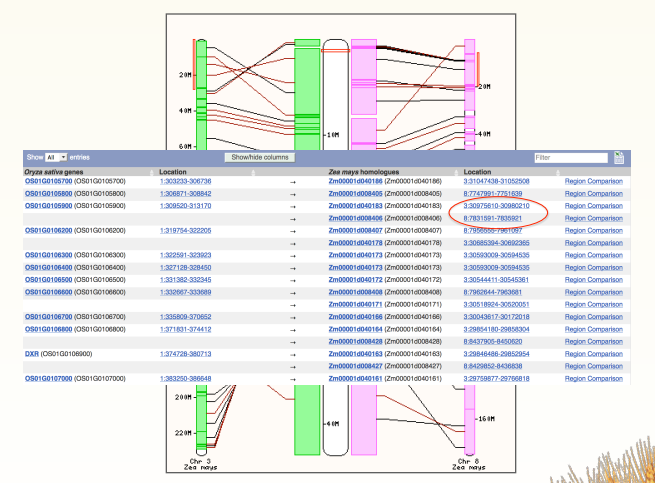 20M
20M
40M
40M
10M
60M
Show All entries Show/hide columns Filter
Oryza sativa genes Location Zea mays homologues Location
OS01G0105700 (OS01G0105700) 1:303233-306736 → Zm00001d040186 (Zm00001d040186) 3:31047438-31052508 Region Comparison
OS01G0105800 (OS01G0105800) 1:306871-308842 → Zm00001d008405 (Zm00001d008405) 8:7747991-7751639 Region Comparison
OS01G0105900 (OS01G0105900) 1:309520-313170 → Zm00001d040183 (Zm00001d040183) 3:30975610-30980210 Region Comparison
→ Zm00001d008406 (Zm00001d008406) 8:7831591-7835921 Region Comparison
OS01G0106200 (OS01G0106200) 1:319754-322205 → Zm00001d008407 (Zm00001d008407) 8:7956555-7961097 Region Comparison
→ Zm00001d040178 (Zm00001d040178) 3:30685394-30692365 Region Comparison
OS01G0106300 (OS01G0106300) 1:322591-323923 → Zm00001d040173 (Zm00001d040173) 3:30593009-30594535 Region Comparison
OS01G0106400 (OS01G0106400) 1:327128-328450 → Zm00001d040173 (Zm00001d040173) 3:30593009-30594535 Region Comparison
OS01G0106500 (OS01G0106500) 1:331382-332345 → Zm00001d040172 (Zm00001d040172) 3:30544411-30545361 Region Comparison
OS01G0106600 (OS01G0106600) 1:332667-333689 → Zm00001d008408 (Zm00001d008408) 8:7962644-7963681 Region Comparison
→ Zm00001d040171 (Zm00001d040171) 3:30518924-30520051 Region Comparison
OS01G0106700 (OS01G0106700) 1:335809-370652 → Zm00001d040166 (Zm00001d040166) 3:30043617-30172018 Region Comparison
OS01G0106800 (OS01G0106800) 1:371831-374412 → Zm00001d040164 (Zm00001d040164) 3:29854180-29858304 Region Comparison
→ Zm00001d008428 (Zm00001d008428) 8:8437905-8450620 Region Comparison
DXR (OS01G0106900) 1:374728-380713 → Zm00001d040163 (Zm00001d040163) 3:29846486-29852954 Region Comparison
→ Zm00001d008427 (Zm00001d008427) 8:8429852-8436838 Region Comparison
OS01G0107000 (OS01G0107000) 1:383250-386648 → Zm00001d040161 (Zm00001d040161) 3:29759877-29766818 Region Comparison
200M
160M
40M
220M
Chr 3 Chr 8
Zea mays Zea mays